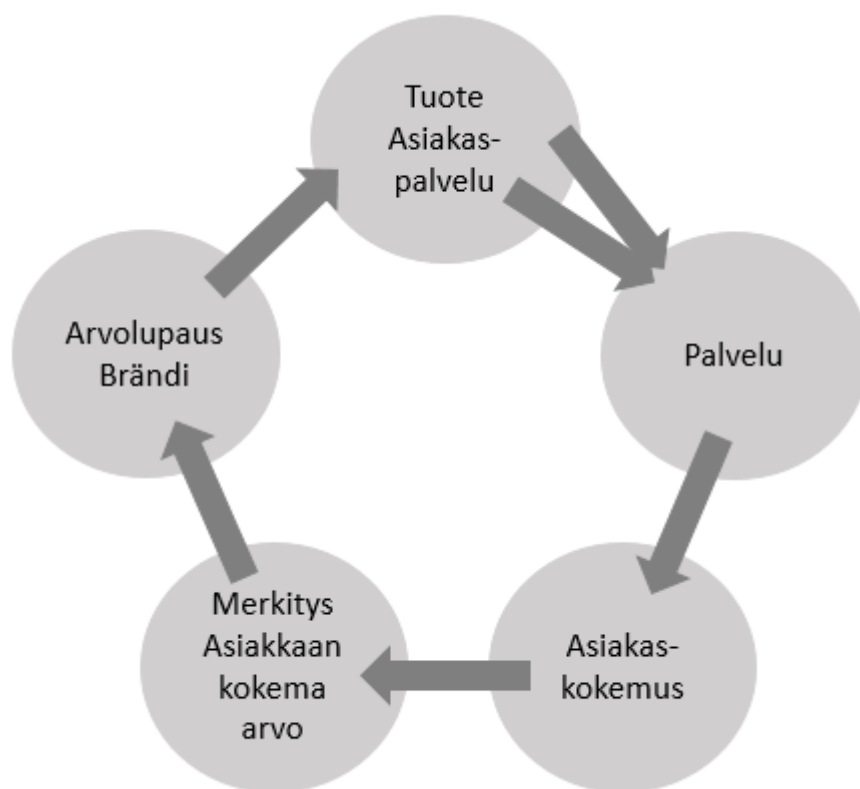 Tuote
Asiakas-
palvelu
Palvelu
Asiakas-
kokemus
Merkitys
Asiakkaan
kokema
arvo
Arvolupaus
Brändi